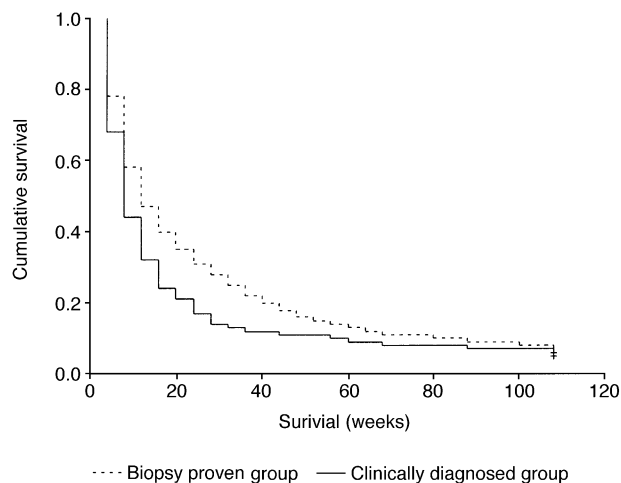 1.0
0.8
0.6
0.4
0.2
0.0
Cumulative survival
0 20 40 60 80 100 120
Surivial (weeks)
Biopsy proven group Clinically diagnosed group